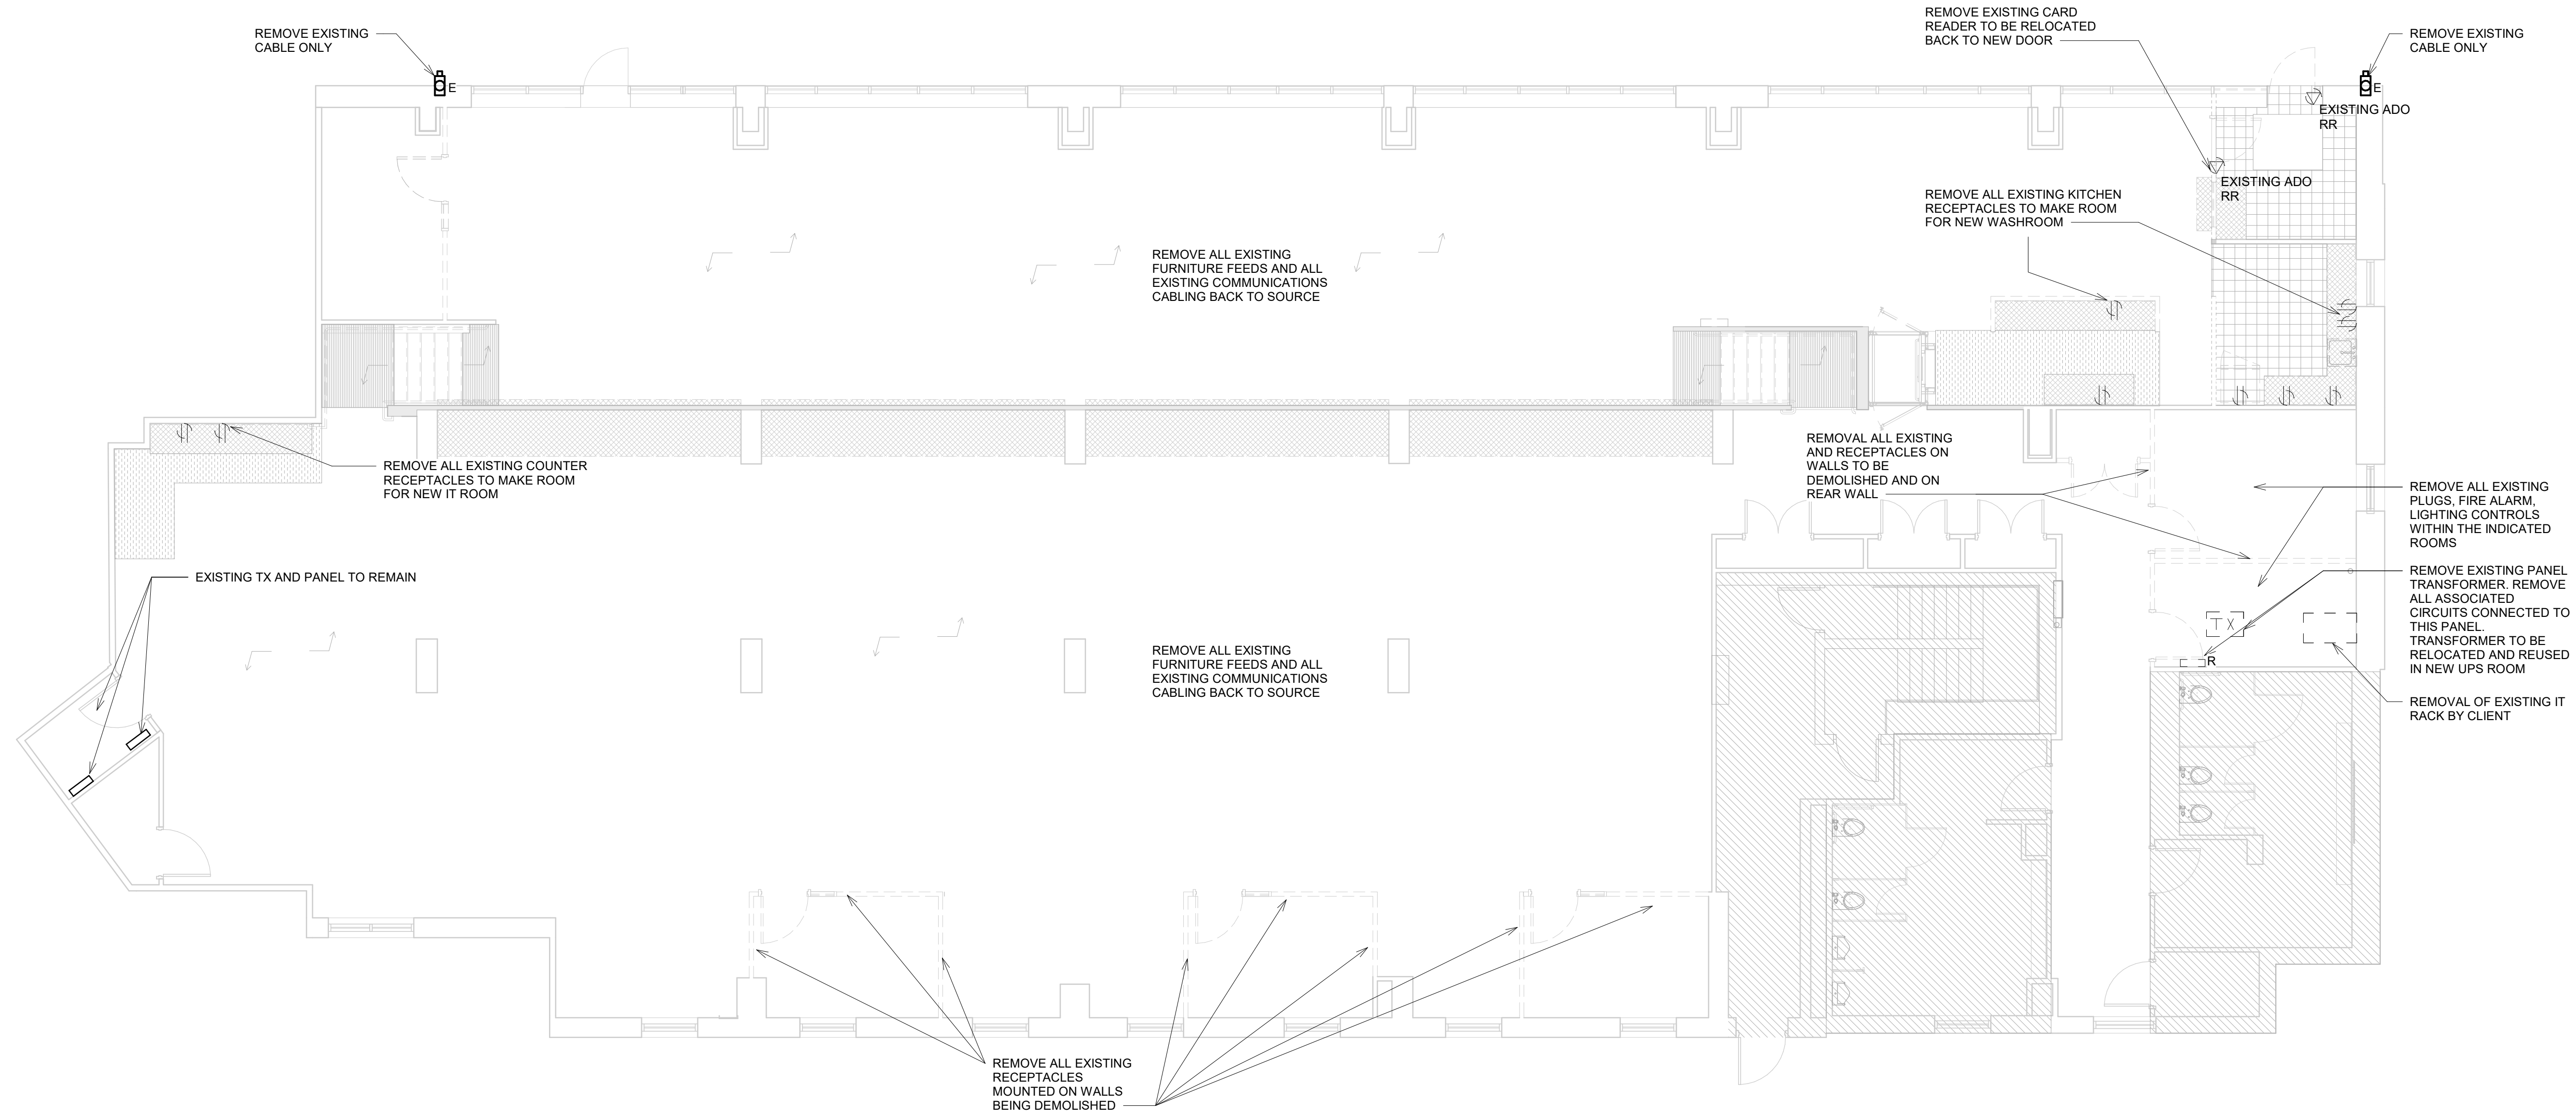 REMOVE EXISTING
CABLE ONLY
E
REMOVE EXISTING CARD
READER TO BE RELOCATED
BACK TO NEW DOOR
REMOVE EXISTING
CABLE ONLY
E
EXISTING ADO
RR
EXISTING ADO
RR
REMOVE ALL EXISTING KITCHEN
RECEPTACLES TO MAKE ROOM
FOR NEW WASHROOM
REMOVE ALL EXISTING
FURNITURE FEEDS AND ALL
EXISTING COMMUNICATIONS
CABLING BACK TO SOURCE
REMOVE ALL EXISTING COUNTER
RECEPTACLES TO MAKE ROOM
FOR NEW IT ROOM
REMOVAL ALL EXISTING
AND RECEPTACLES ON
WALLS TO BE
DEMOLISHED AND ON
REAR WALL
REMOVE ALL EXISTING
PLUGS, FIRE ALARM,
LIGHTING CONTROLS
WITHIN THE INDICATED
ROOMS
EXISTING TX AND PANEL TO REMAIN
REMOVE EXISTING PANEL
TRANSFORMER. REMOVE
ALL ASSOCIATED
CIRCUITS CONNECTED TO
THIS PANEL.
TRANSFORMER TO BE
RELOCATED AND REUSED
IN NEW UPS ROOM
TX
R
REMOVE ALL EXISTING
FURNITURE FEEDS AND ALL
EXISTING COMMUNICATIONS
CABLING BACK TO SOURCE
REMOVAL OF EXISTING IT
RACK BY CLIENT
REMOVE ALL EXISTING
RECEPTACLES
MOUNTED ON WALLS
BEING DEMOLISHED